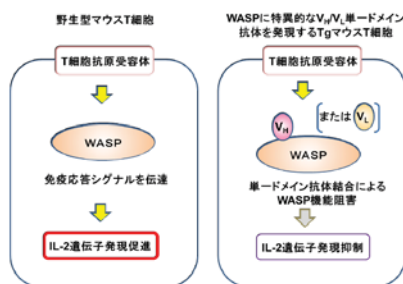 野生型マウスT細胞
T細胞抗原受容体
WASP
免疫応答シグナルを伝達
IL-2遺伝子発現促進
WASPに特異的なVH/VL単ードメイン
抗体を発現するTgマウスT細胞
T細胞抗原受容体
VH
または VL
WASP
単ードメイン抗体結合による
WASP機能阻害
IL-2遺伝子発現抑制